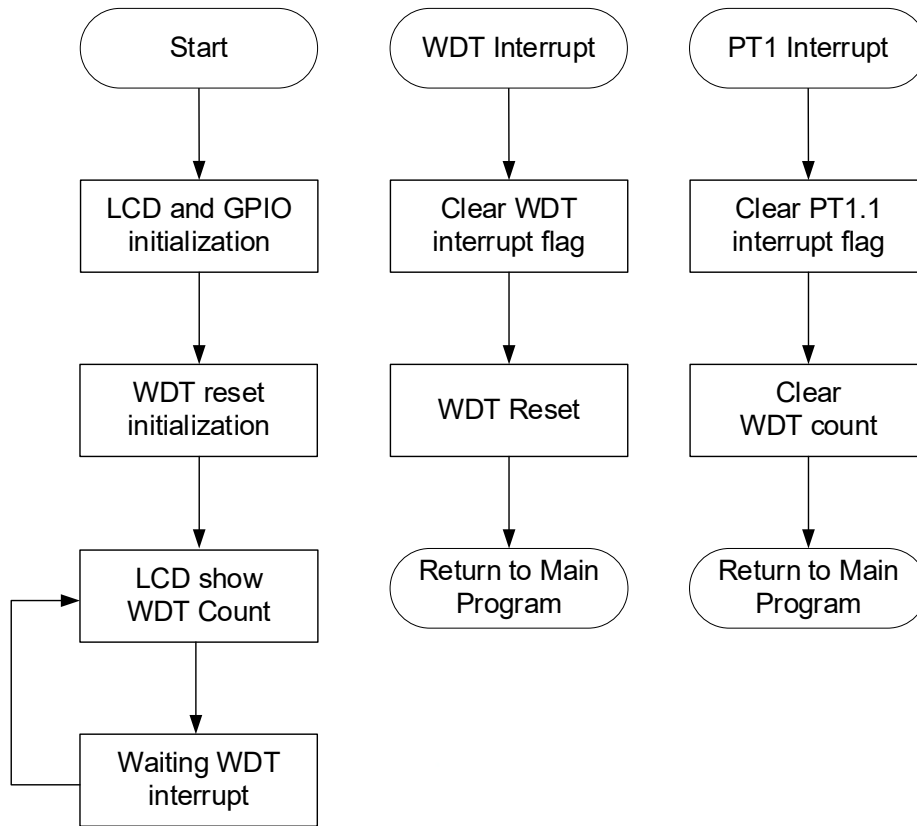 Start
LCD and GPIO
initialization
WDT reset
initialization
LCD show
WDT Count
Waiting WDT
interrupt
WDT Interrupt
Clear WDT
interrupt flag
WDT Reset
Return to Main
Program
PT1 Interrupt
Clear PT1.1
interrupt flag
Clear
WDT count
Return to Main
Program